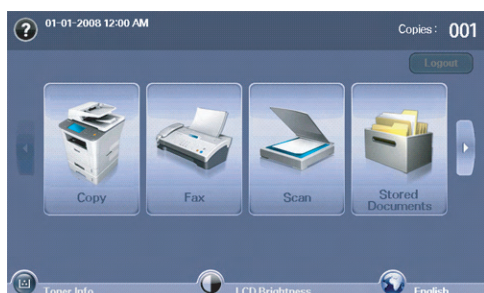 01-01-2008 12:00 AM
Copies : 001
Logout
Copy
Fax
Scan
Stored
Documents
Toner Info
LCD Brightness
English